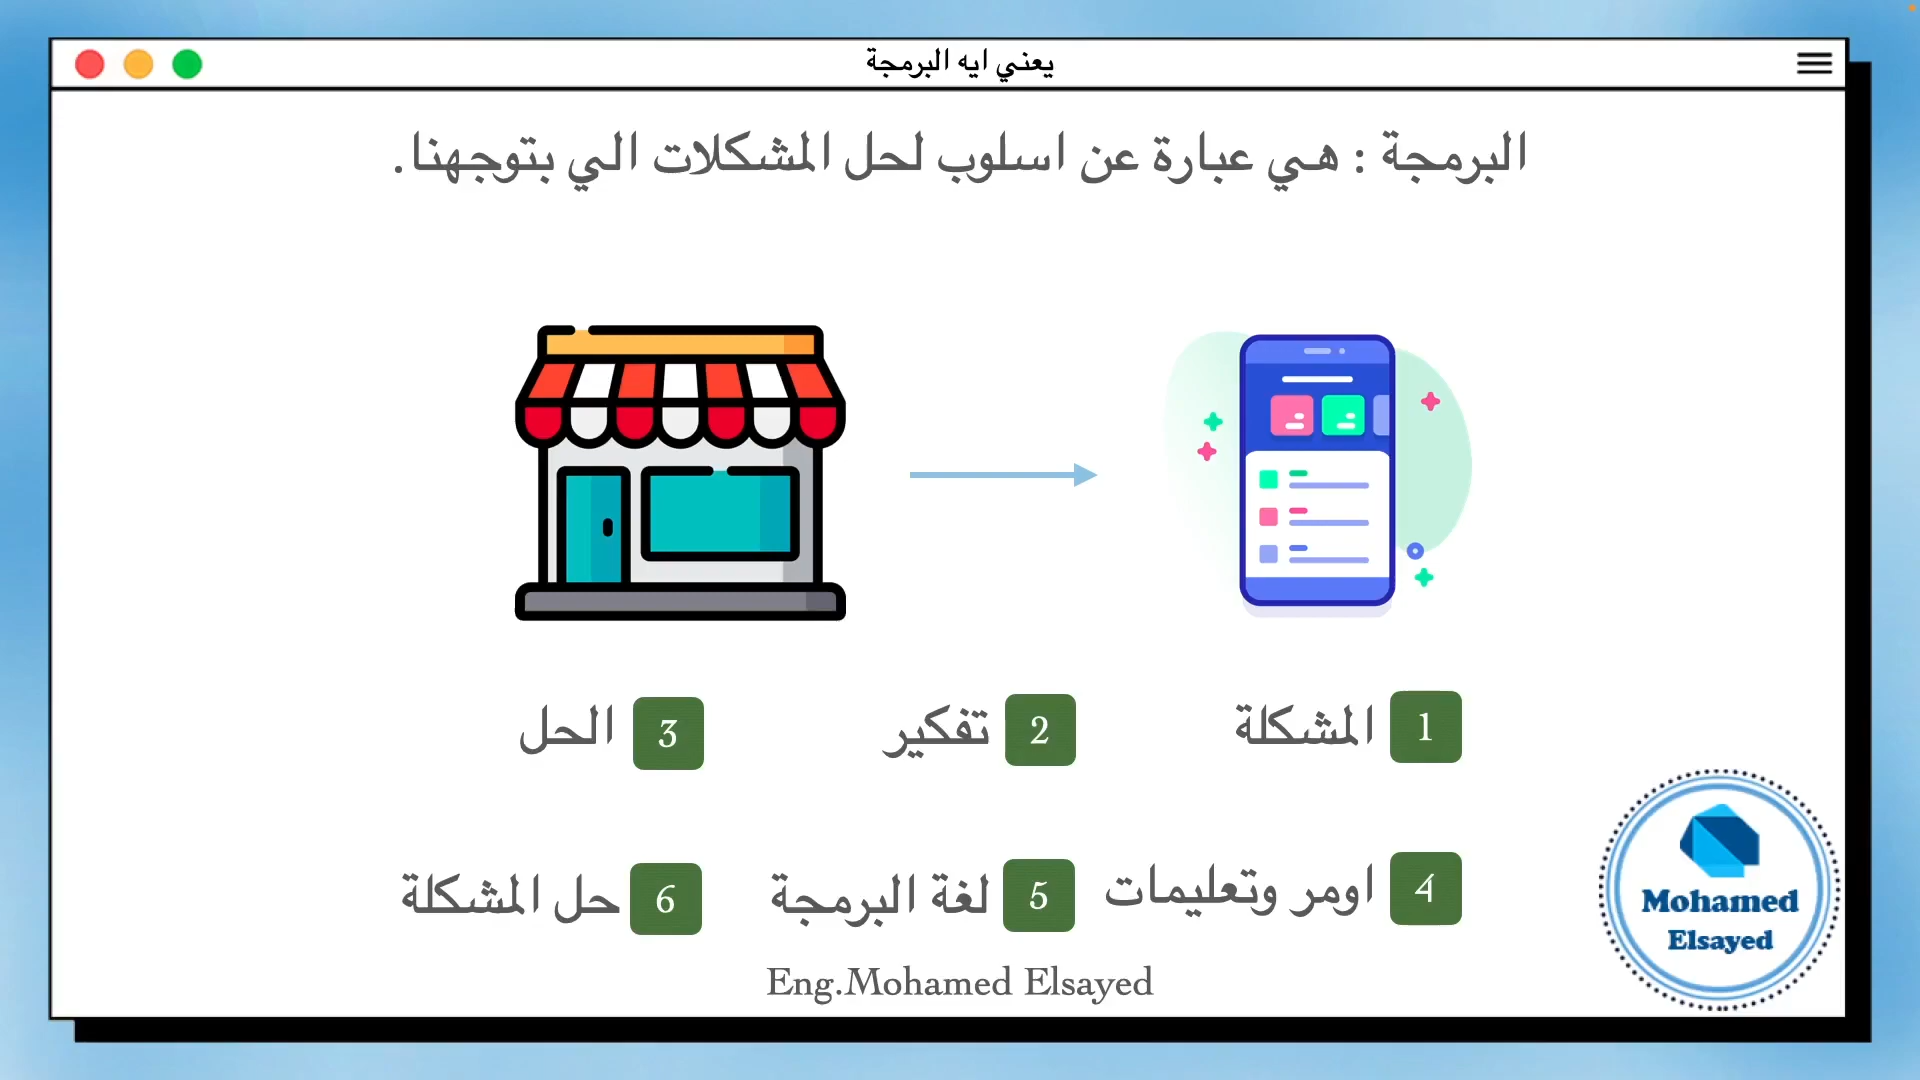 يعني ايه البرمجة
البرمجة : هي عبارة عن اسلوب لحل المشكلات الي بتوجهنا.
1 المشكلة
2 تفكير
3 الحل
4 اومر وتعليمات
5 لغة البرمجة
6 حل المشكلة
Mohamed
Elsayed
Eng.Mohamed Elsayed